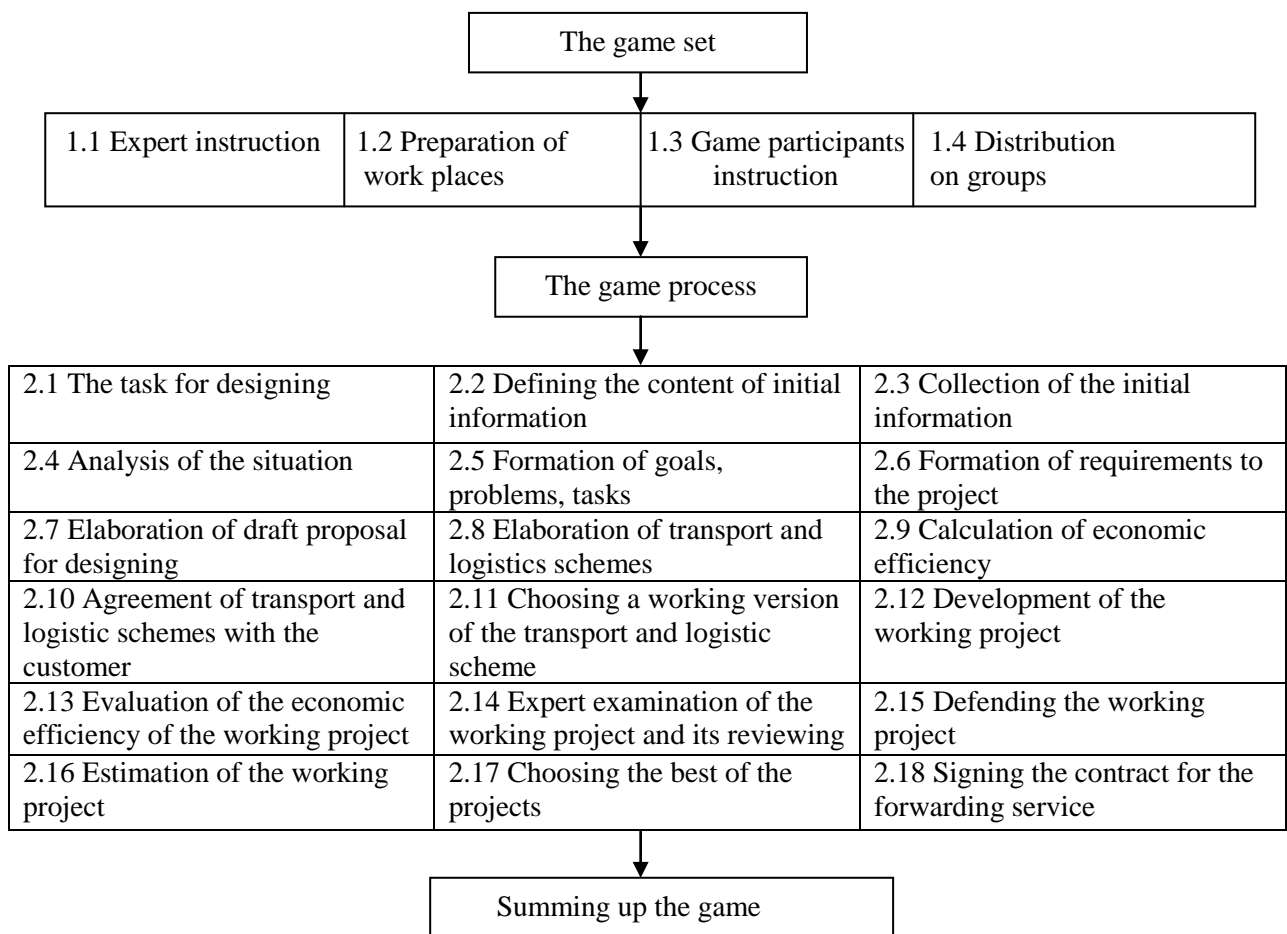 The game set
1.1 Expert instruction
1.2 Preparation of
work places
1.3 Game participants
instruction
1.4 Distribution
on groups
The game process
2.1 The task for designing
2.2 Defining the content of initial
information
2.3 Collection of the initial
information
2.4 Analysis of the situation
2.5 Formation of goals,
problems, tasks
2.6 Formation of requirements to
the project
2.7 Elaboration of draft proposal
for designing
2.8 Elaboration of transport and
logistics schemes
2.9 Calculation of economic
efficiency
2.10 Agreement of transport and
logistic schemes with the
customer
2.11 Choosing a working version
of the transport and logistic
scheme
2.12 Development of the
working project
2.13 Evaluation of the economic
efficiency of the working project
2.14 Expert examination of the
working project and its reviewing
2.15 Defending the working
project
2.16 Estimation of the working
project
2.17 Choosing the best of the
projects
2.18 Signing the contract for the
forwarding service
Summing up the game